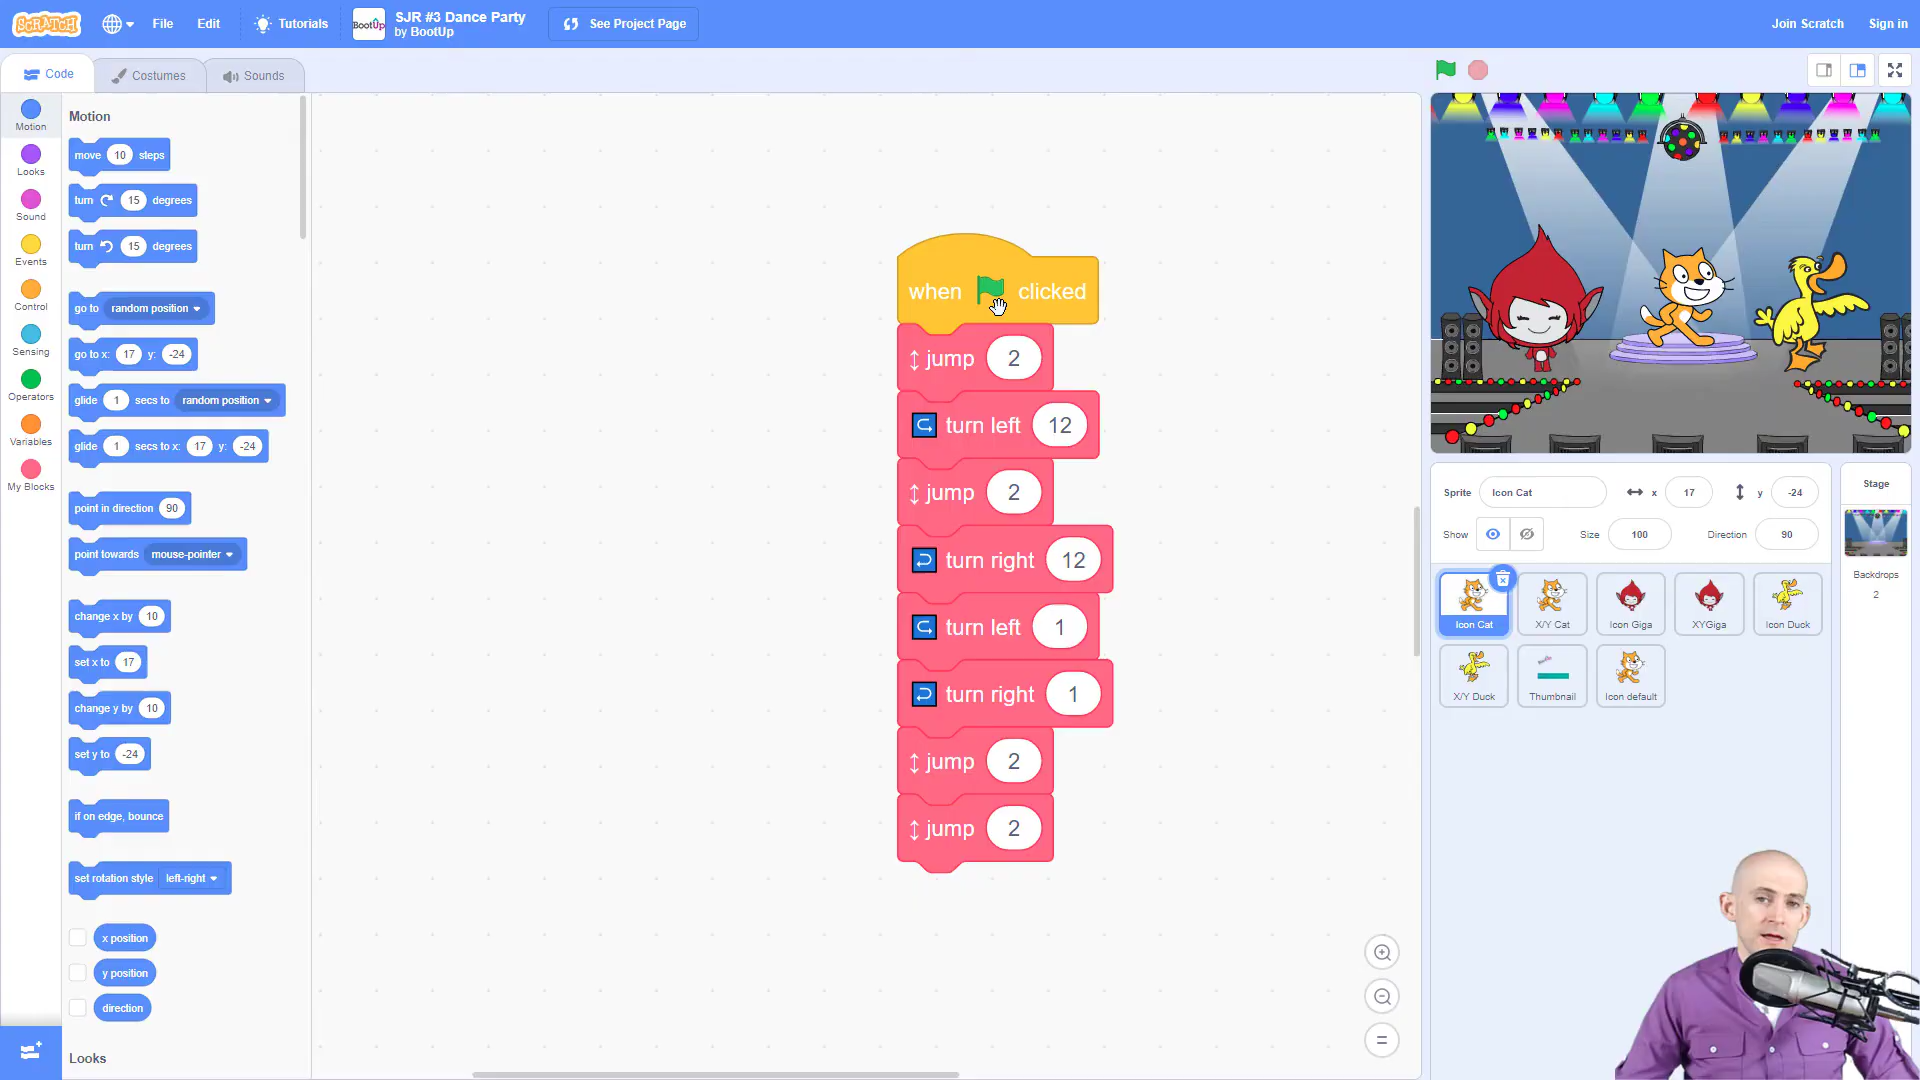 SCRATCH File Edit Tutorials BootUp SJR #3 Dance Party See Project Page Join Scratch Sign in
by BootUp
Code Costumes Sounds
Motion
Looks
Sound
Events
Control
Sensing
Operators
Variables
My Blocks
Motion
move 10 steps
turn 15 degrees
turn 15 degrees
go to random position
go to x: 17 y: -24
glide 1 secs to random position
glide 1 secs to x: 17 y: -24
point in direction 90
point towards mouse-pointer
change x by 10
set x to 17
change y by 10
set y to -24
if on edge, bounce
set rotation style left-right
x position
y position
direction
Looks
when clicked
jump 2
turn left 12
jump 2
turn right 12
turn left 1
turn right 1
jump 2
jump 2
Sprite Icon Cat x 17 y -24
Show Size 100 Direction 90
Icon Cat X/Y Cat Icon Giga XYGiga Icon Duck
X/Y Duck Thumbnail Icon default
Stage
Backdrops
2